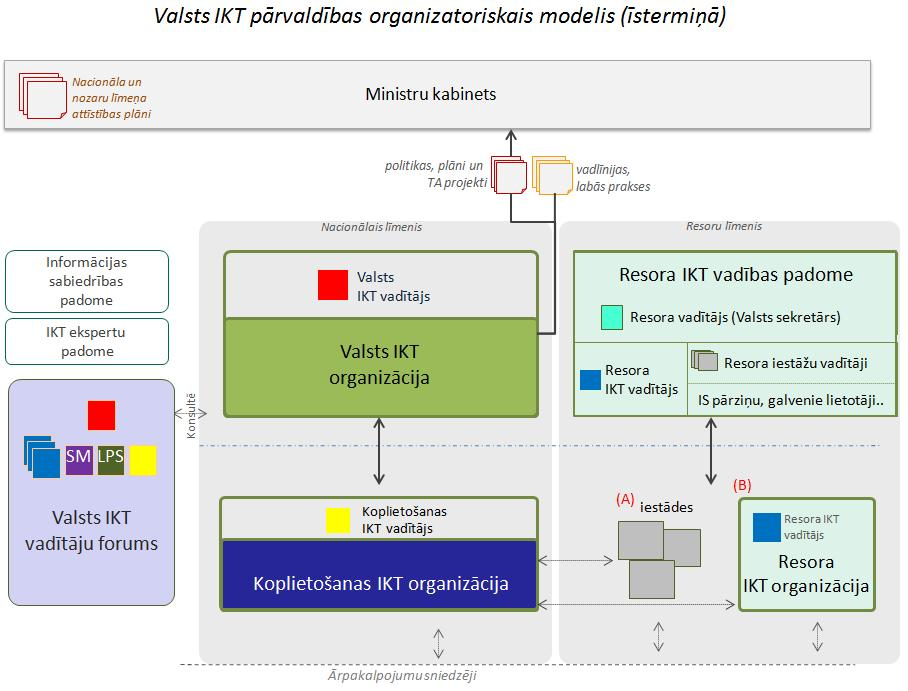 Valsts IKT pārvaldības organizatoriskais modelis (īstermiņā)
Nacionāla un
nozaru līmeņa
attīstības plāni
Ministru kabinets
politikas, plāni un
TA projekti
vadlīnijas,
labās prakses
Nacionālais līmenis
Resoru līmenis
Informācijas
sabiedrības
padome
IKT ekspertu
padome
Valsts
IKT vadītājs
Valsts IKT
organizācija
Resora IKT vadības padome
Resora vadītājs (Valsts sekretārs)
Resora
IKT vadītājs
Resora iestāžu vadītāji
IS pārziņu, galvenie lietotāji..
Konsultē
SM
LPS
Valsts IKT
vadītāju forums
Koplietošanas
IKT vadītājs
Koplietošanas IKT organizācija
(A)
iestādes
(B)
Resora IKT
vadītājs
Resora
IKT organizācija
Ārpakalpojumu sniedzēji